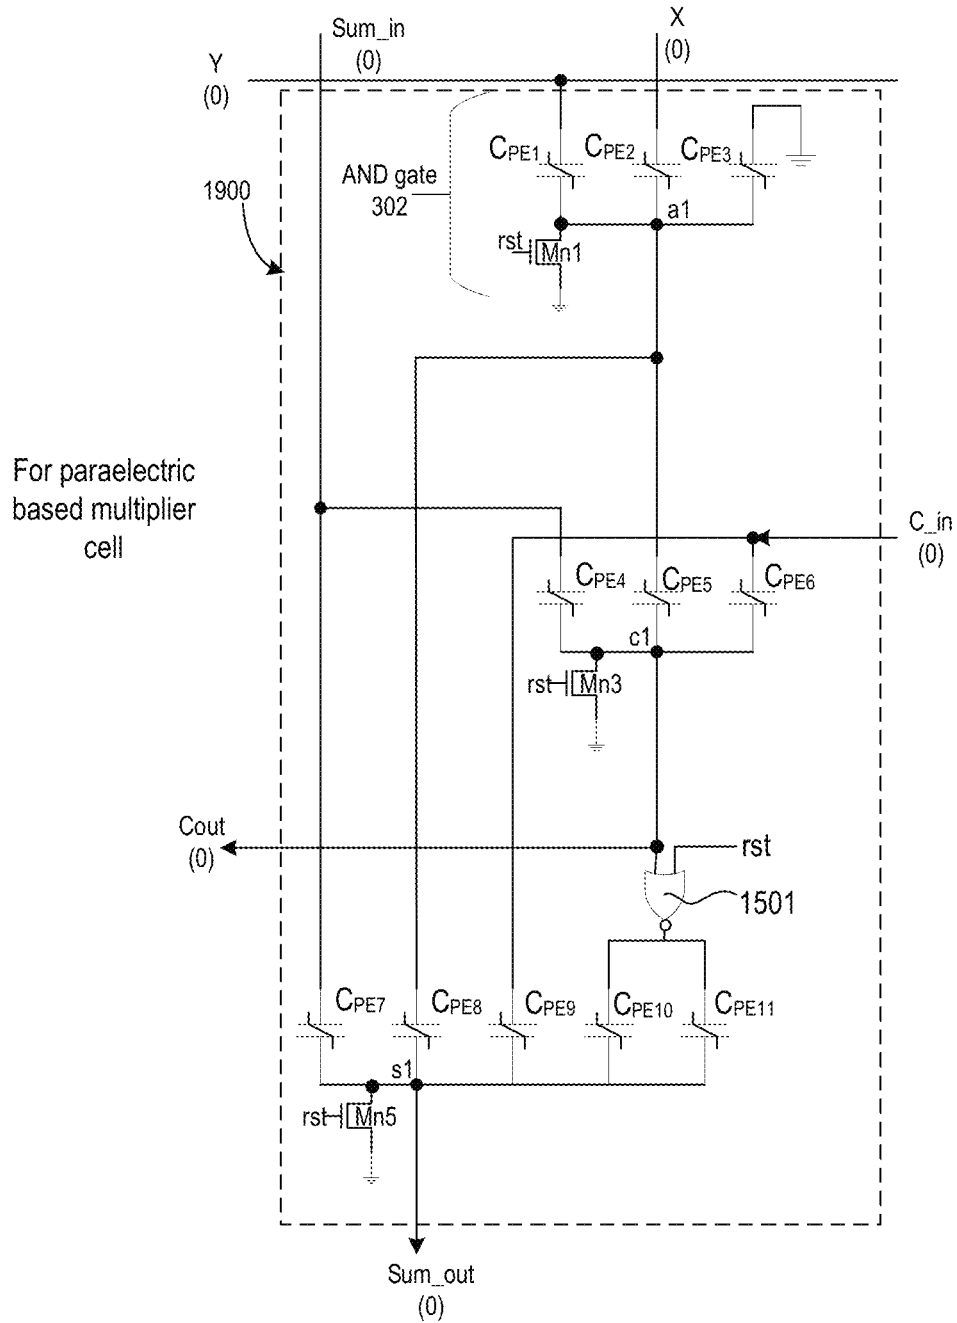 Sum_in
(0)
X
(0)
Y
(0)
CPE1
CPE2
CPE3
AND gate
302
1900
a1
rst
Mn1
For paraelectric
based multiplier
cell
C_in
(0)
CPE4
CPE5
CPE6
c1
rst
Mn3
Cout
(0)
rst
1501
CPE7
CPE8
CPE9
CPE10
CPE11
s1
rst
Mn5
Sum_out
(0)